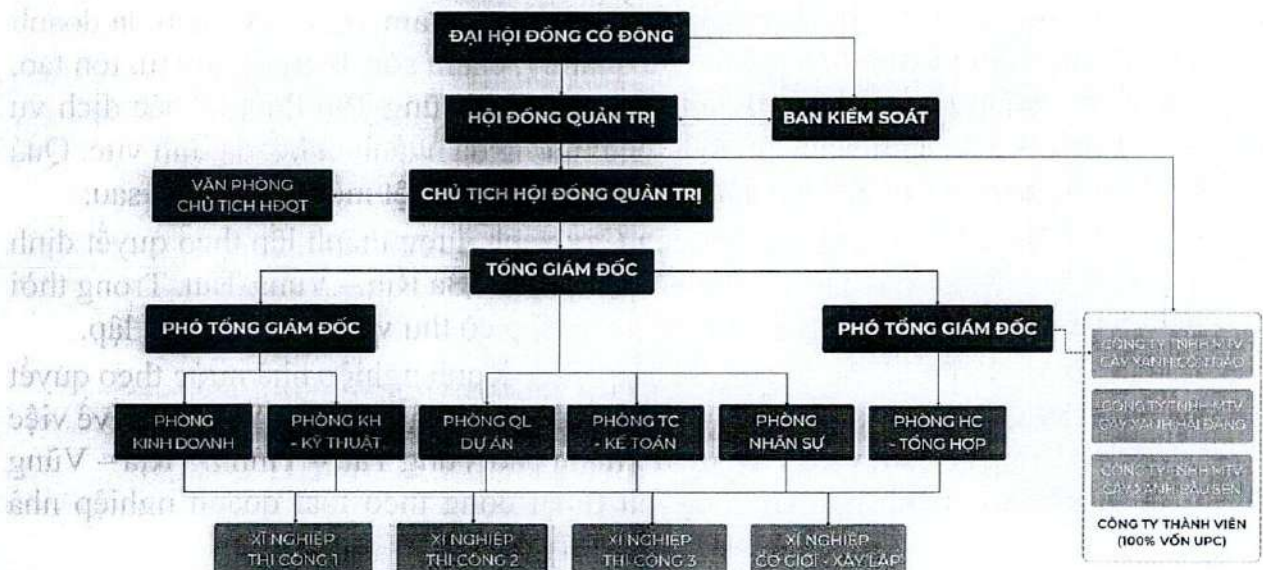 ĐẠI HỘI ĐỒNG CỔ ĐÔNG
HỘI ĐỒNG QUẢN TRỊ
BAN KIỂM SOÁT
VĂN PHÒNG
CHỦ TỊCH HĐQT
CHỦ TỊCH HỘI ĐỒNG QUẢN TRỊ
TỔNG GIÁM ĐỐC
PHÓ TỔNG GIÁM ĐỐC
PHÓ TỔNG GIÁM ĐỐC
PHÒNG
KINH DOANH
PHÒNG KH
- KỸ THUẬT
PHÒNG QL
DỰ ÁN
PHÒNG TC
- KẾ TOÁN
PHÒNG
NHÂN SỰ
PHÒNG HC
- TỔNG HỢP
XÍ NGHIỆP
THI CÔNG 1
XÍ NGHIỆP
THI CÔNG 2
XÍ NGHIỆP
THI CÔNG 3
XÍ NGHIỆP
CƠ GIỚI - XÂY LẮP
CÔNG TY TNHH MTV
CÂY XANH
CÔNG TY TNHH MTV
CÂY XANH HẢI ĐĂNG
CÔNG TY TNHH MTV
CÂY XANH BÀU SEN
CÔNG TY THÀNH VIÊN
(100% VỐN UPC)